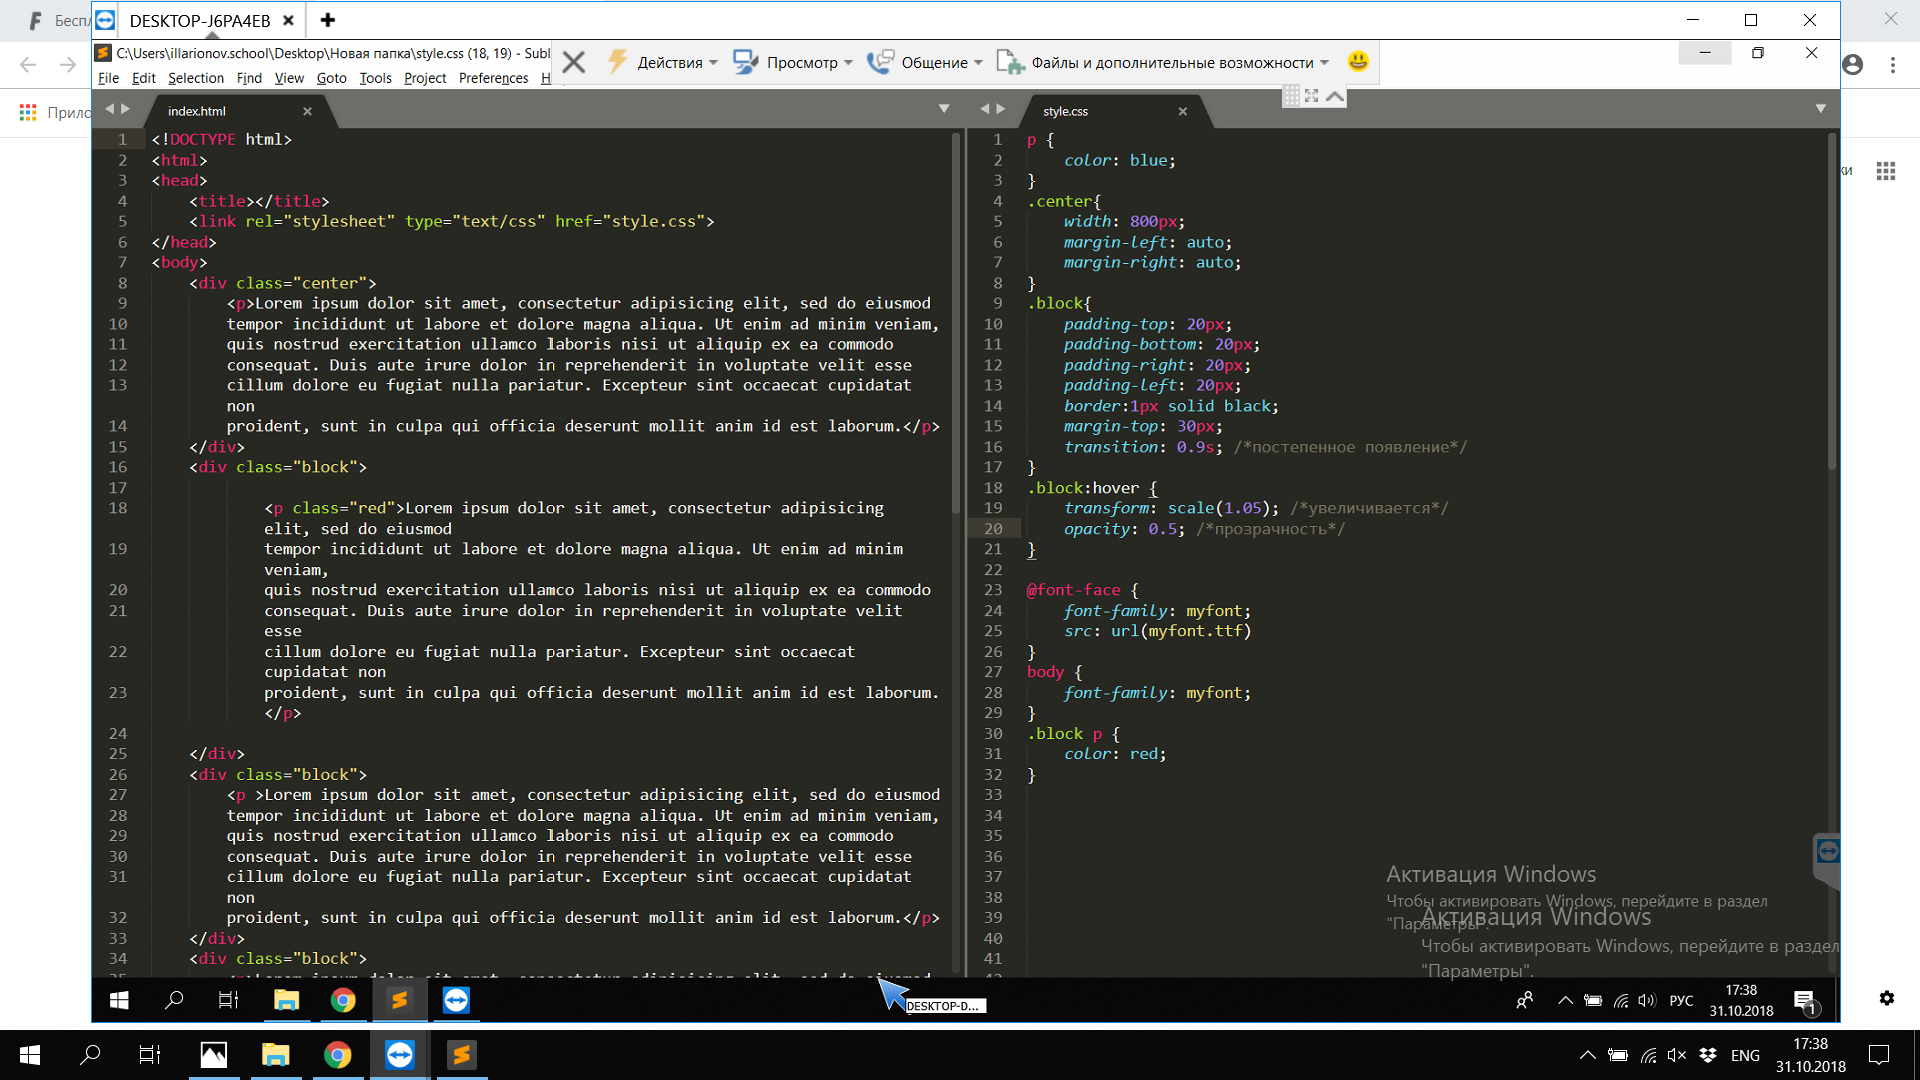 Беспл
DESKTOP-J6PA4EB
C:\Users\illarionov.school\Desktop\Новая папка\style.css (18, 19) - Subl
Действия
Просмотр
Общение
Файлы и дополнительные возможности
File Edit Selection Find View Goto Tools Project Preferences H
Прило
index.html
style.css
1 <!DOCTYPE html>
2 <html>
3 <head>
4 <title></title>
5 <link rel="stylesheet" type="text/css" href="style.css">
6 </head>
7 <body>
8 <div class="center">
9 <p>Lorem ipsum dolor sit amet, consectetur adipisicing elit, sed do eiusmod
10 tempor incididunt ut labore et dolore magna aliqua. Ut enim ad minim veniam,
11 quis nostrud exercitation ullamco laboris nisi ut aliquip ex ea commodo
12 consequat. Duis aute irure dolor in reprehenderit in voluptate velit esse
13 cillum dolore eu fugiat nulla pariatur. Excepteur sint occaecat cupidatat
non
14 proident, sunt in culpa qui officia deserunt mollit anim id est laborum.</p>
15 </div>
16 <div class="block">
17
18 <p class="red">Lorem ipsum dolor sit amet, consectetur adipisicing
elit, sed do eiusmod
19 tempor incididunt ut labore et dolore magna aliqua. Ut enim ad minim
veniam,
20 quis nostrud exercitation ullamco laboris nisi ut aliquip ex ea commodo
21 consequat. Duis aute irure dolor in reprehenderit in voluptate velit
esse
22 cillum dolore eu fugiat nulla pariatur. Excepteur sint occaecat
cupidatat non
23 proident, sunt in culpa qui officia deserunt mollit anim id est laborum.
</p>
24
25 </div>
26 <div class="block">
27 <p >Lorem ipsum dolor sit amet, consectetur adipisicing elit, sed do eiusmod
28 tempor incididunt ut labore et dolore magna aliqua. Ut enim ad minim veniam,
29 quis nostrud exercitation ullamco laboris nisi ut aliquip ex ea commodo
30 consequat. Duis aute irure dolor in reprehenderit in voluptate velit esse
31 cillum dolore eu fugiat nulla pariatur. Excepteur sint occaecat cupidatat
non
32 proident, sunt in culpa qui officia deserunt mollit anim id est laborum.</p>
33 </div>
34 <div class="block">
35 <p>Lorem ipsum dolor sit amet, consectetur adipisicing elit, sed do eiusmod
1 p {
2 color: blue;
3 }
4 .center{
5 width: 800px;
6 margin-left: auto;
7 margin-right: auto;
8 }
9 .block{
10 padding-top: 20px;
11 padding-bottom: 20px;
12 padding-right: 20px;
13 padding-left: 20px;
14 border:1px solid black;
15 margin-top: 30px;
16 transition: 0.9s; /*постепенное появление*/
17 }
18 .block:hover {
19 transform: scale(1.05); /*увеличивается*/
20 opacity: 0.5; /*прозрачность*/
21 }
22
23 @font-face {
24 font-family: myfont;
25 src: url(myfont.ttf)
26 }
27 body {
28 font-family: myfont;
29 }
30 .block p {
31 color: red;
32 }
33
34
35
36
37
38
39
40
41
42
ки
Активация Windows
Чтобы активировать Windows, перейдите в раздел
"Параметры".
Активация Windows
Чтобы активировать Windows, перейдите в раздел
"Параметры".
DESKTOP-D...
РУС
17:38
31.10.2018
1
ENG
17:38
31.10.2018